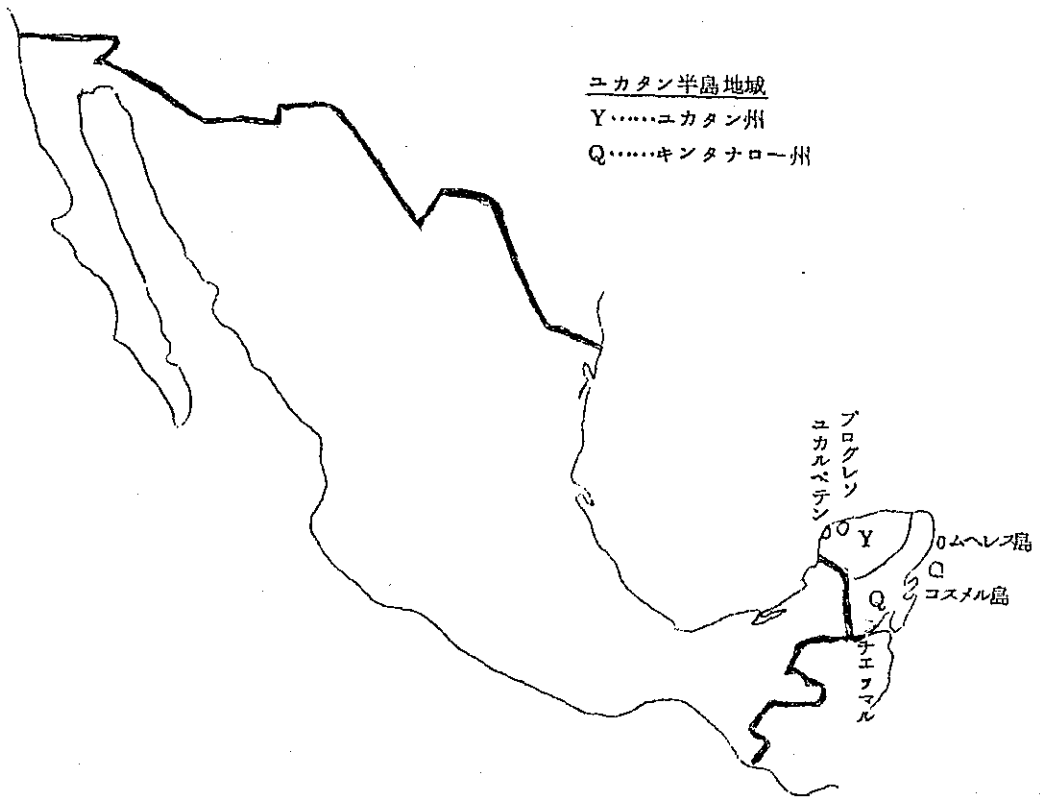 ユカタン半島地域
Y……ユカタン州
Q……キンタナロー州
プログレソ
ユカルペテン
Y
ムヘレス島
Q
コスメル島
チエツマル